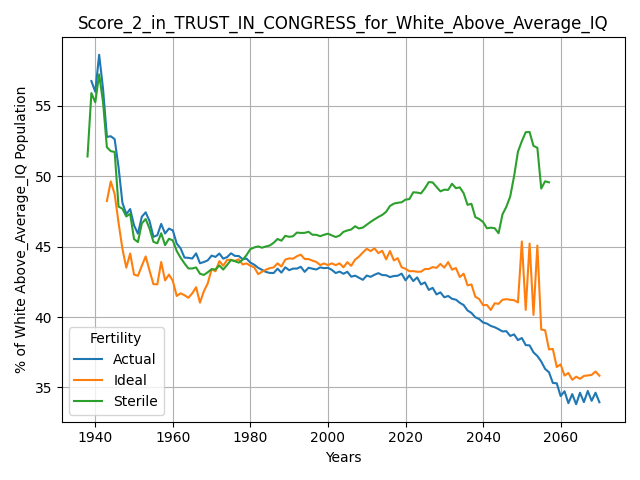 Score_2_in_TRUST_IN_CONGRESS_for_White_Above_Average_IQ
% of White Above_Average_IQ Population
55
50
45
40
35
Fertility
Actual
Ideal
Sterile
1940 1960 1980 2000 2020 2040 2060
Years